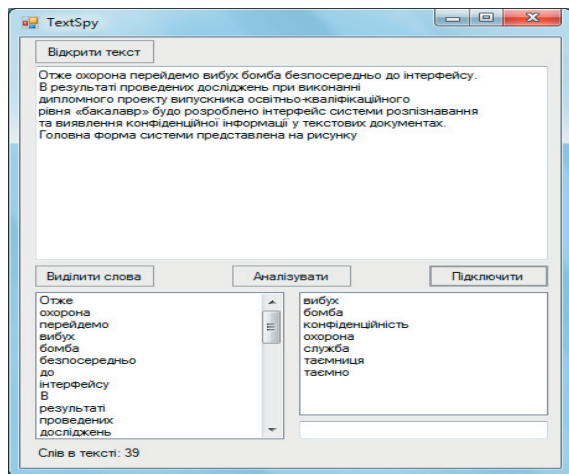 TextSpy
Відкрити текст
Отже охорона перейдемо вибух бомба безпосередньо до інтерфейсу.
В результаті проведених досліджень при виконанні
дипломного проекту випускника освітньо-кваліфікаційного
рівня «бакалавр» будо розроблено інтерфейс системи розпізнавання
та виявлення конфіденційної інформації у текстових документах.
Головна форма системи представлена на рисунку
Виділити слова
Аналізувати
Підключити
Отже
охорона
перейдемо
вибух
бомба
безпосередньо
до
інтерфейсу
В
результаті
проведених
досліджень
вибух
бомба
конфіденційність
охорона
служба
таємниця
таємно
Слів в тексті: 39